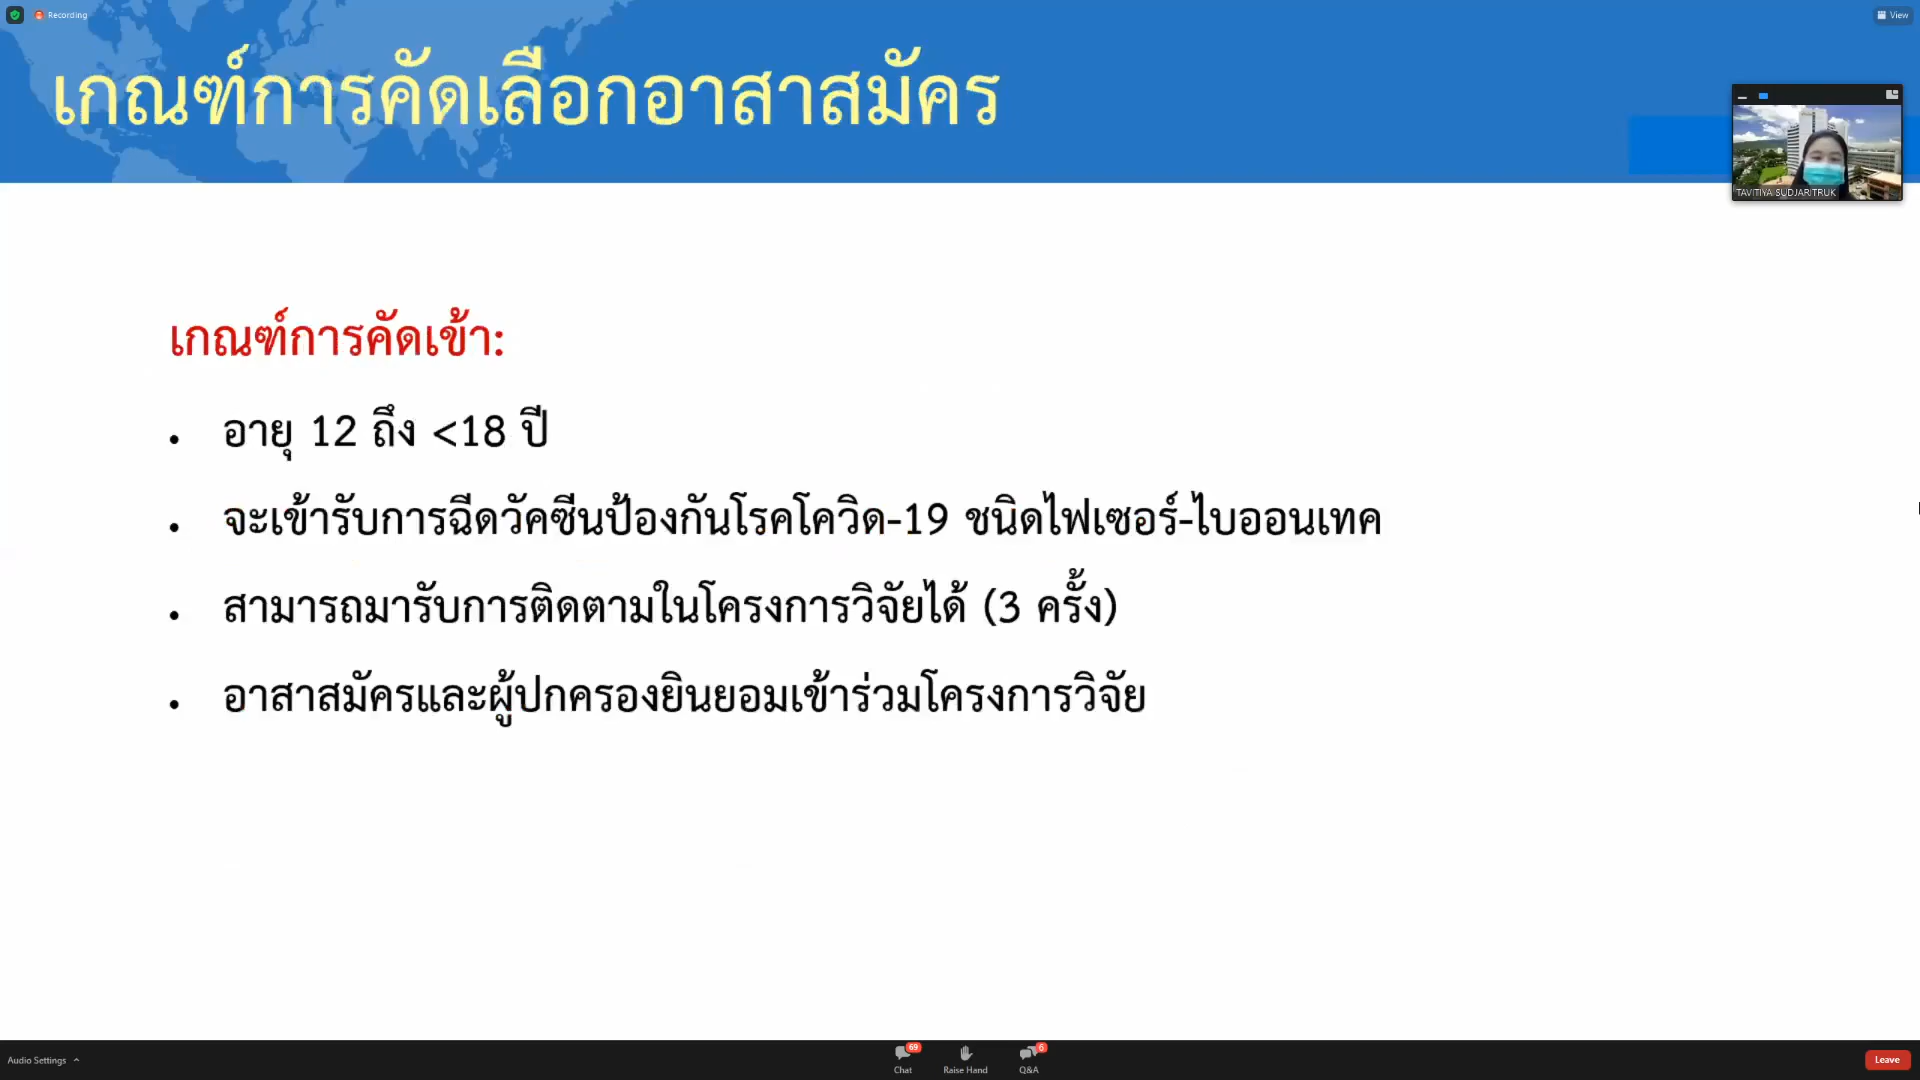 Recording
View
เกณฑ์การคัดเลือกอาสาสมัคร
TAVITIYA SUDJARITRUK
เกณฑ์การคัดเข้า:
• อายุ 12 ถึง <18 ปี
• จะเข้ารับการฉีดวัคซีนป้องกันโรคโควิด-19 ชนิดไฟเซอร์-ไบออนเทค
• สามารถมารับการติดตามในโครงการวิจัยได้ (3 ครั้ง)
• อาสาสมัครและผู้ปกครองยินยอมเข้าร่วมโครงการวิจัย
Audio Settings
69
Chat
Raise Hand
6
Q&A
Leave